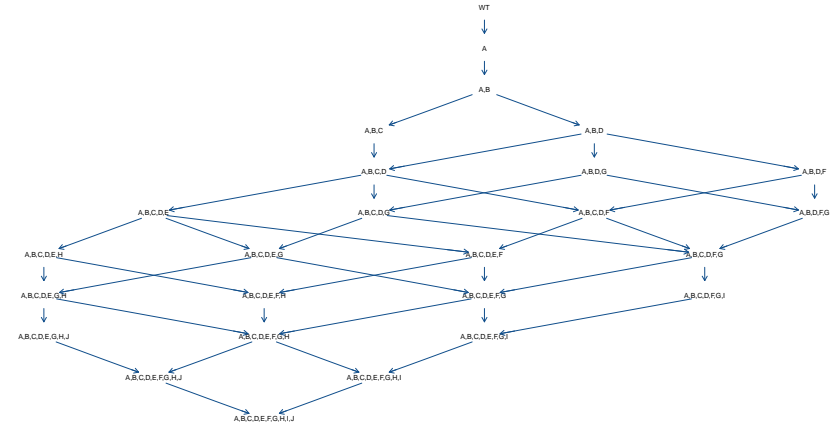 WT
A
A,B
A,B,C
A,B,D
A,B,C,D
A,B,D,G
A,B,D,F
A,B,C,D,E
A,B,C,D,G
A,B,C,D,F
A,B,D,F,G
A,B,C,D,E,H
A,B,C,D,E,G
A,B,C,D,E,F
A,B,C,D,F,G
A,B,C,D,E,G,H
A,B,C,D,E,F,H
A,B,C,D,E,F,G
A,B,C,D,F,G,I
A,B,C,D,E,G,H,J
A,B,C,D,E,F,G,H
A,B,C,D,E,F,G,I
A,B,C,D,E,F,G,H,J
A,B,C,D,E,F,G,H,I
A,B,C,D,E,F,G,H,I,J